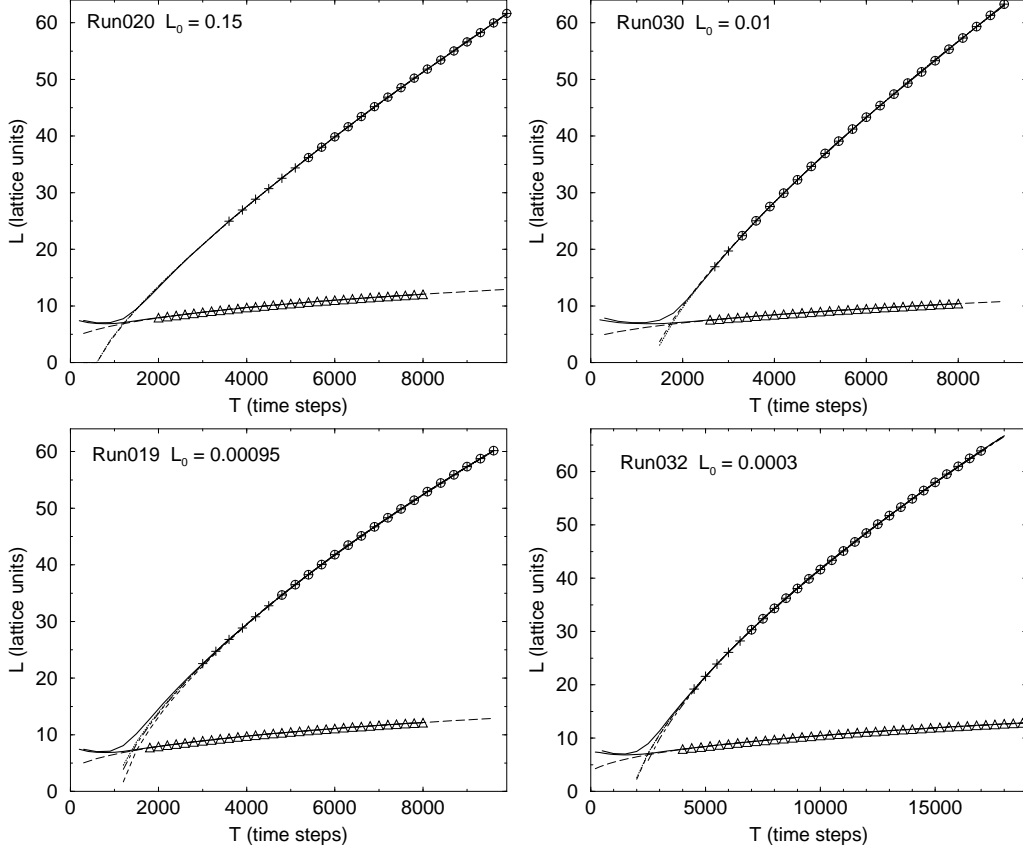 Run020 L₀ = 0.15
60
50
40
30
20
10
0
L (lattice units)
0 2000 4000 6000 8000
T (time steps)
Run030 L₀ = 0.01
60
50
40
30
20
10
0
L (lattice units)
0 2000 4000 6000 8000
T (time steps)
Run019 L₀ = 0.00095
60
50
40
30
20
10
0
L (lattice units)
0 2000 4000 6000 8000
T (time steps)
Run032 L₀ = 0.0003
60
50
40
30
20
10
0
L (lattice units)
0 5000 10000 15000
T (time steps)